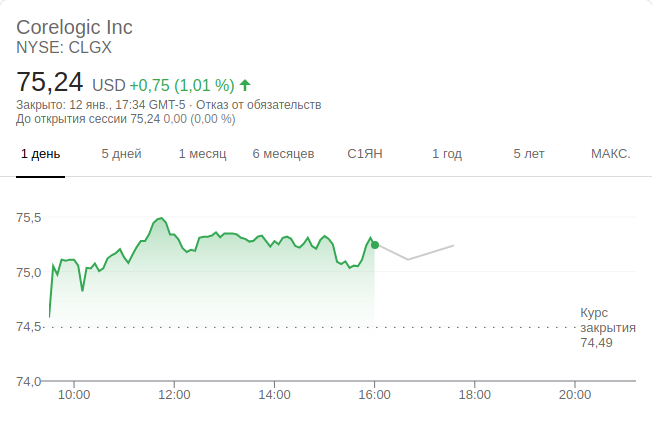 Corelogic Inc
NYSE: CLGX
75,24 USD +0,75 (1,01 %)
Закрыто: 12 янв., 17:34 GMT-5 · Отказ от обязательств
До открытия сессии 75,24 0,00 (0,00 %)
1 день 5 дней 1 месяц 6 месяцев С1ЯН 1 год 5 лет МАКС.
75,5
75,0
74,5
Курс
закрытия
74,49
74,0
10:00 12:00 14:00 16:00 18:00 20:00